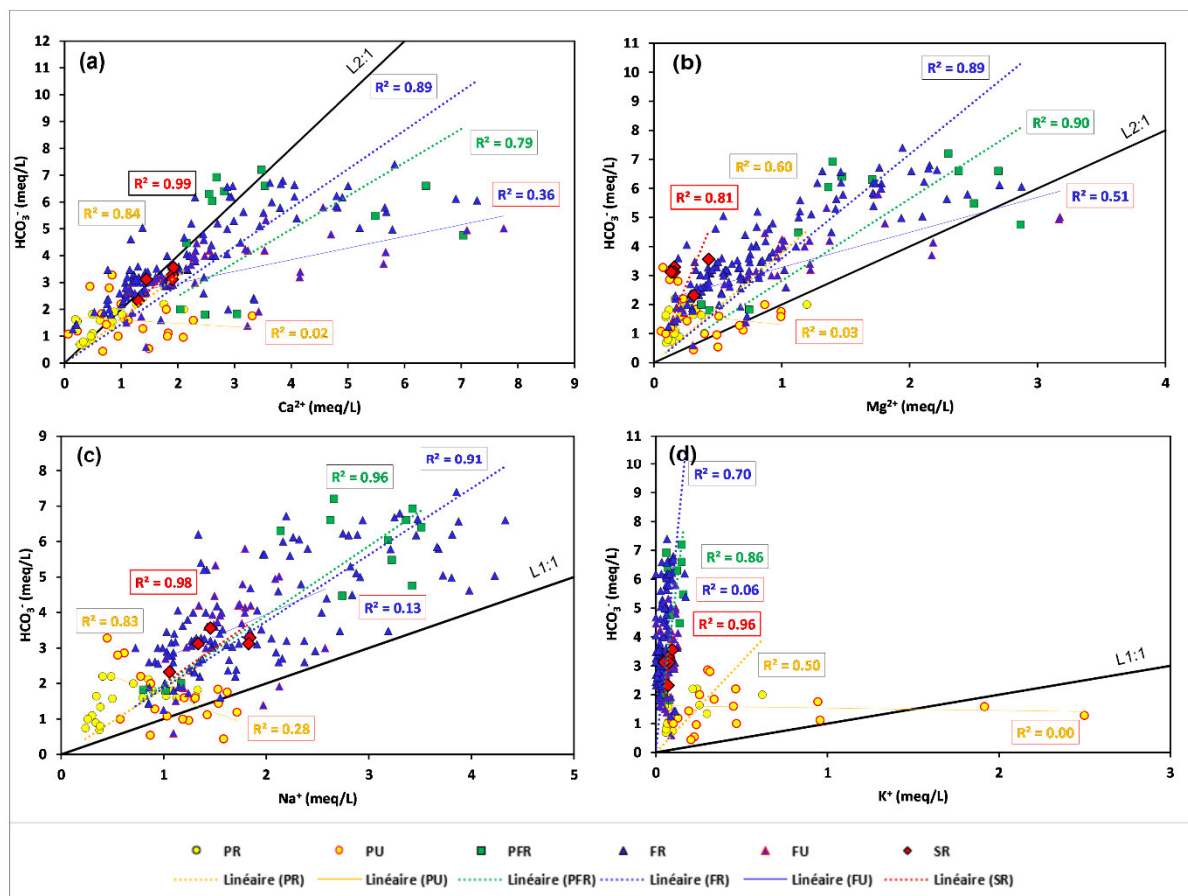 (a)
HCO₃⁻ (meq/L)
12
11
10
9
8
7
6
5
4
3
2
1
0
L2:1
R² = 0.89
R² = 0.79
R² = 0.99
R² = 0.36
R² = 0.84
R² = 0.02
0 1 2 3 4 5 6 7 8 9
Ca²⁺ (meq/L)
(b)
HCO₃⁻ (meq/L)
11
10
9
8
7
6
5
4
3
2
1
0
R² = 0.89
R² = 0.90
L2:1
R² = 0.60
R² = 0.81
R² = 0.51
R² = 0.03
0 1 2 3 4
Mg²⁺ (meq/L)
(c)
HCO₃⁻ (meq/L)
9
8
7
6
5
4
3
2
1
0
R² = 0.91
R² = 0.96
L1:1
R² = 0.98
R² = 0.13
R² = 0.83
R² = 0.28
0 1 2 3 4 5
Na⁺ (meq/L)
(d)
HCO₃⁻ (meq/L)
11
10
9
8
7
6
5
4
3
2
1
0
R² = 0.70
R² = 0.86
R² = 0.06
R² = 0.96
R² = 0.50
L1:1
R² = 0.00
0 1 2 3
K⁺ (meq/L)
PR PU PFR FR FU SR
Linéaire (PR) Linéaire (PU) Linéaire (PFR) Linéaire (FR) Linéaire (FU) Linéaire (SR)